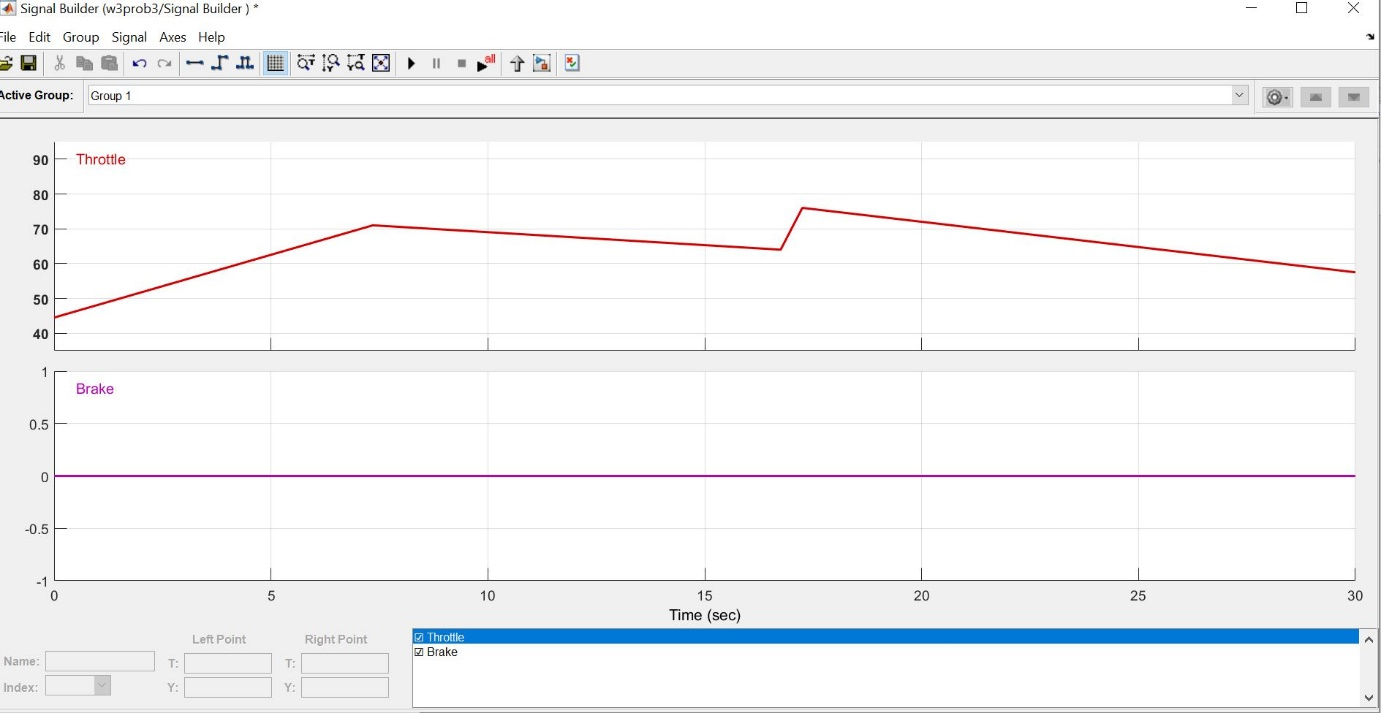 Signal Builder (w3prob3/Signal Builder ) *
File Edit Group Signal Axes Help
all
Active Group: Group 1
90 Throttle
80
70
60
50
40
1
Brake
0.5
0
-0.5
-1
0 5 10 15 20 25 30
Time (sec)
Left Point Right Point
Name: T: T:
Index: Y: Y:
Throttle
Brake